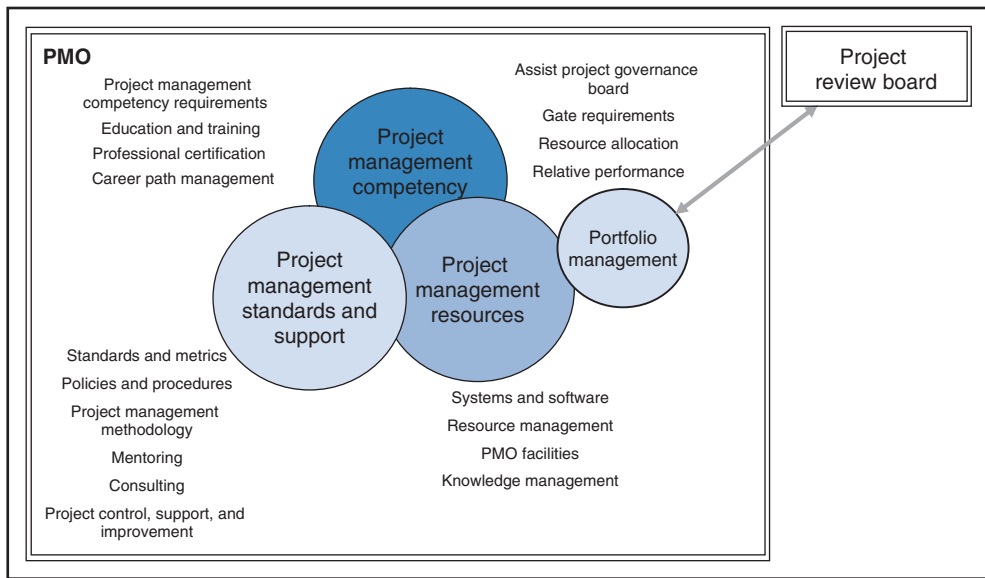 PMO
Project management
competency requirements
Education and training
Professional certification
Career path management
Project
management
competency
Assist project governance
board
Gate requirements
Resource allocation
Relative performance
Project
review board
Portfolio
management
Project
management
standards and
support
Project
management
resources
Standards and metrics
Policies and procedures
Project management
methodology
Mentoring
Consulting
Project control, support, and
improvement
Systems and software
Resource management
PMO facilities
Knowledge management